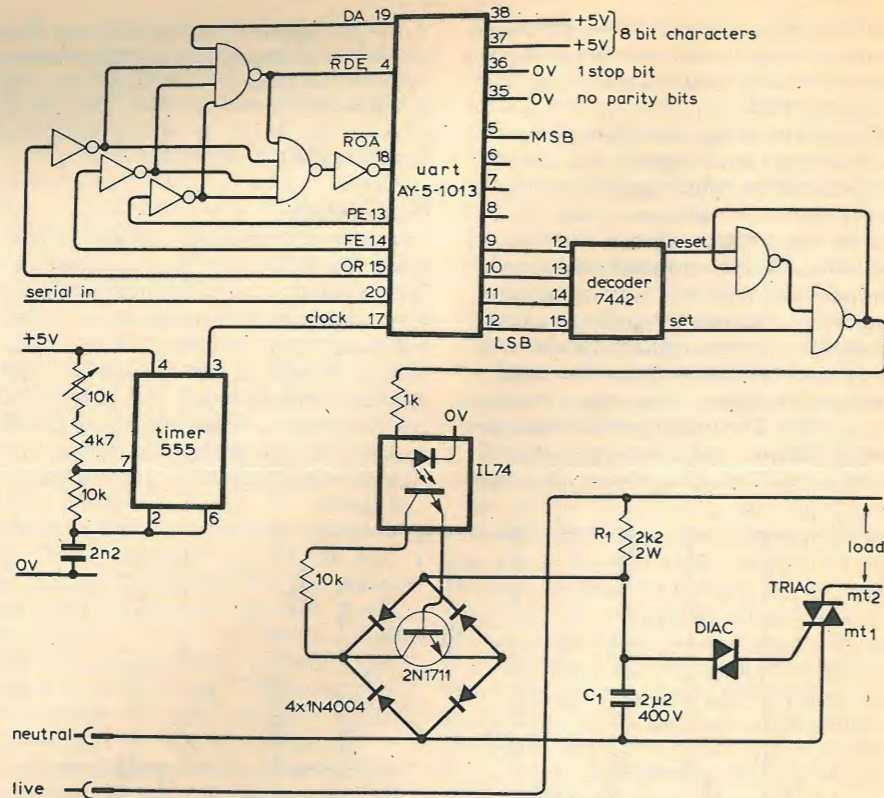 DA 19
38 +5V
37 +5V
8 bit characters
RDE 4
36 0V 1 stop bit
35 0V no parity bits
5 MSB
ROA
18
uart
AY-5-1013
6
7
8
PE 13
FE 14
OR 15
serial in 20
clock 17
9 12 reset
10 13
11 14
12 15 set
LSB
decoder
7442
+5V
4 3
10k
4k7
timer
555
7
10k
2 6
2n2
0V
1k
0V
IL74
10k
R1 2k2
2W
load
TRIAC
mt2
mt1
DIAC
2N1711
4x1N4004
C1 2μ2
400V
neutral
live